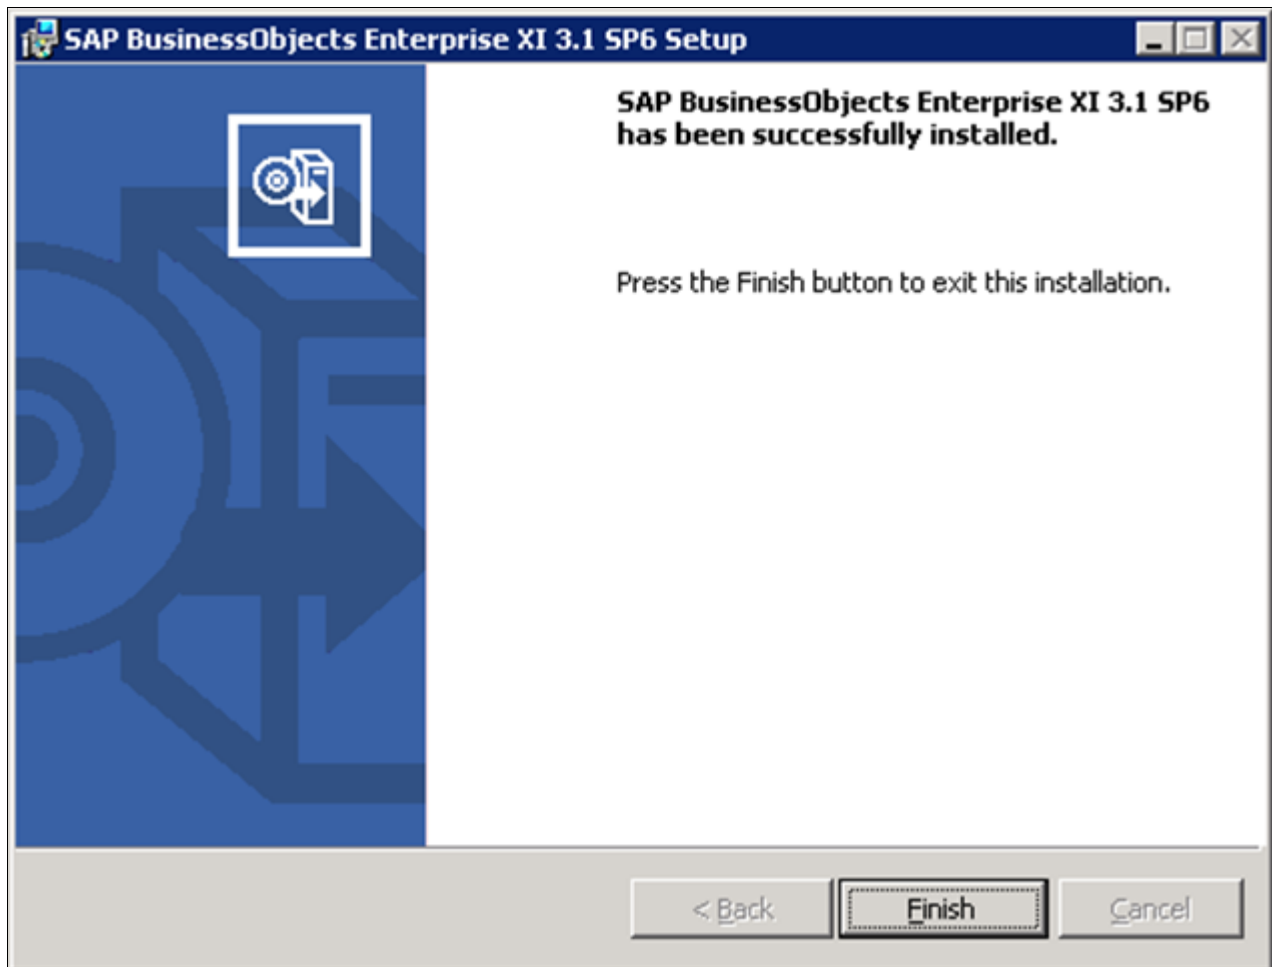 SAP BusinessObjects Enterprise XI 3.1 SP6 Setup
SAP BusinessObjects Enterprise XI 3.1 SP6
has been successfully installed.
Press the Finish button to exit this installation.
< Back
Finish
Cancel